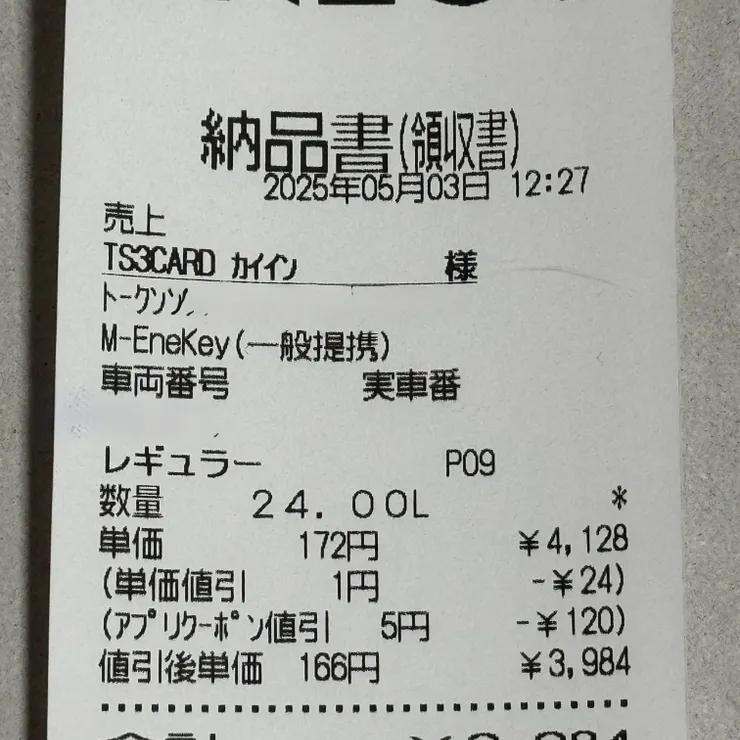 納品書(領収書)
2025年05月03日 12:27
売上
TS3CARD カイイン 様
トークンソ
M-EneKey(一般提携)
車両番号 実車番
レギュラー P09
数量 24.00L *
単価 172円 ¥4,128
(単価値引 1円 -¥24)
(アプリクーポン値引 5円 -¥120)
値引後単価 166円 ¥3,984